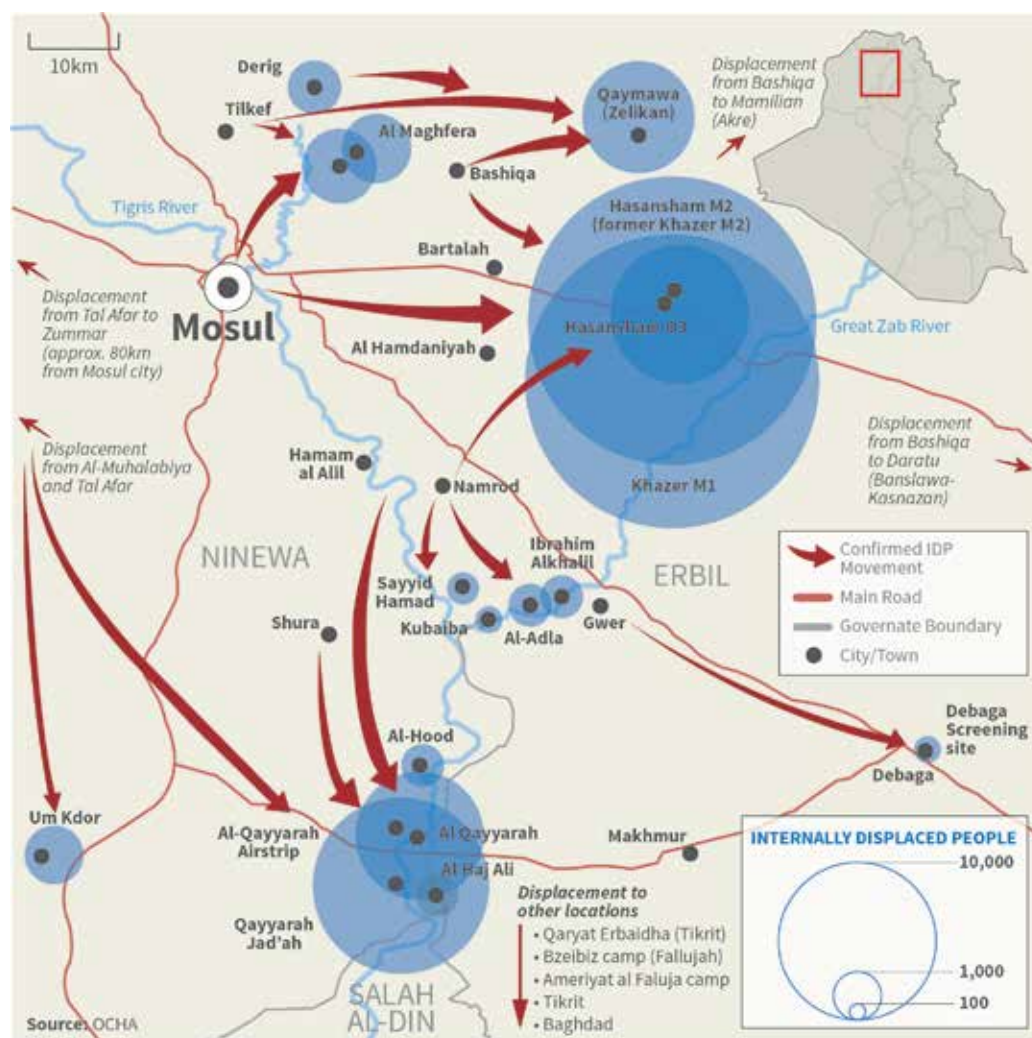 10km
Derig
Tilkef
Al Maghfera
Qaymawa
(Zelikan)
Displacement
from Bashiqa
to Mamilian
(Akre)
Bashiqa
Tigris River
Hasansham M2
(former Khazer M2)
Bartalah
Mosul
Displacement
from Tal Afar to
Zummar
(approx. 80km
from Mosul city)
Hasansham U3
Great Zab River
Al Hamdaniyah
Displacement
from Al-Muhalabiya
and Tal Afar
Hamam
al Alil
Namrod
Khazer M1
Displacement
from Bashiqa
to Daratu
(Banslawa-
Kasnazan)
NINEWA
ERBIL
Ibrahim
Alkhalil
Sayyid
Hamad
Kubaiba
Al-Adla
Gwer
Shura
Confirmed IDP
Movement
Main Road
Governate Boundary
City/Town
Al-Hood
Debaga
Screening
site
Debaga
Um Kdor
Al-Qayyarah
Airstrip
Al Qayyarah
Makhmur
Al Haj Ali
Qayyarah
Jad'ah
Displacement to
other locations
• Qaryat Erbaidha (Tikrit)
• Bzeibiz camp (Fallujah)
• Ameriyat al Faluja camp
• Tikrit
• Baghdad
INTERNALLY DISPLACED PEOPLE
10,000
1,000
100
SALAH
AL-DIN
Source: OCHA